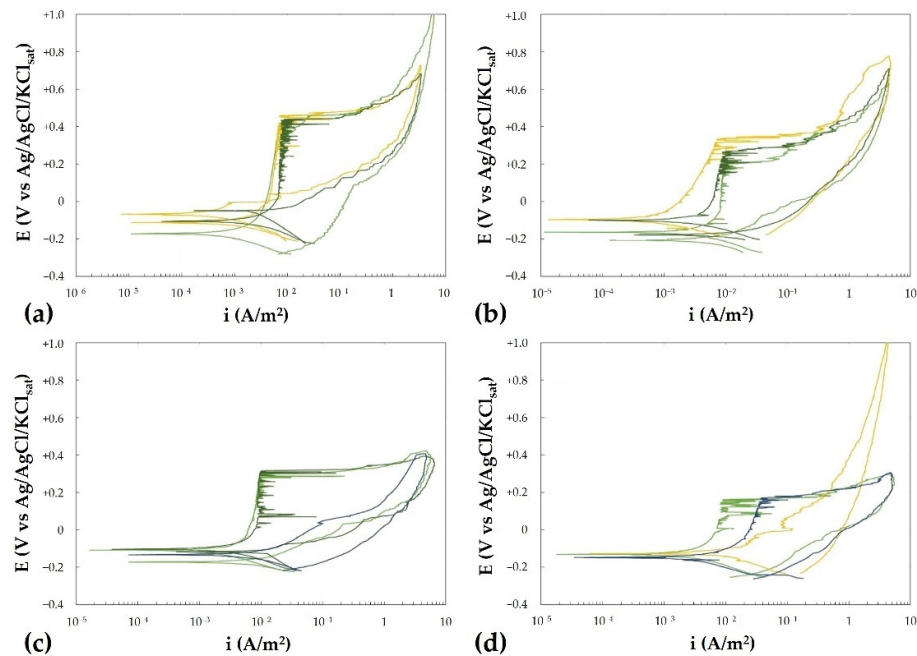 +1.0
+0.8
+0.6
+0.4
+0.2
0
−0.2
−0.4
E (V vs Ag/AgCl/KCl_sat)
10⁻⁶ 10⁻⁵ 10⁻⁴ 10⁻³ 10⁻² 10⁻¹ 1 10
(a) i (A/m²)
+1.0
+0.8
+0.6
+0.4
+0.2
0
−0.2
−0.4
E (V vs Ag/AgCl/KCl_sat)
10⁻⁵ 10⁻⁴ 10⁻³ 10⁻² 10⁻¹ 1 10
(b) i (A/m²)
+1.0
+0.8
+0.6
+0.4
+0.2
0
−0.2
−0.4
E (V vs Ag/AgCl/KCl_sat)
10⁻⁵ 10⁻⁴ 10⁻³ 10⁻² 10⁻¹ 1 10
(c) i (A/m²)
+1.0
+0.8
+0.6
+0.4
+0.2
0
−0.2
−0.4
E (V vs Ag/AgCl/KCl_sat)
10⁻⁵ 10⁻⁴ 10⁻³ 10⁻² 10⁻¹ 1 10
(d) i (A/m²)